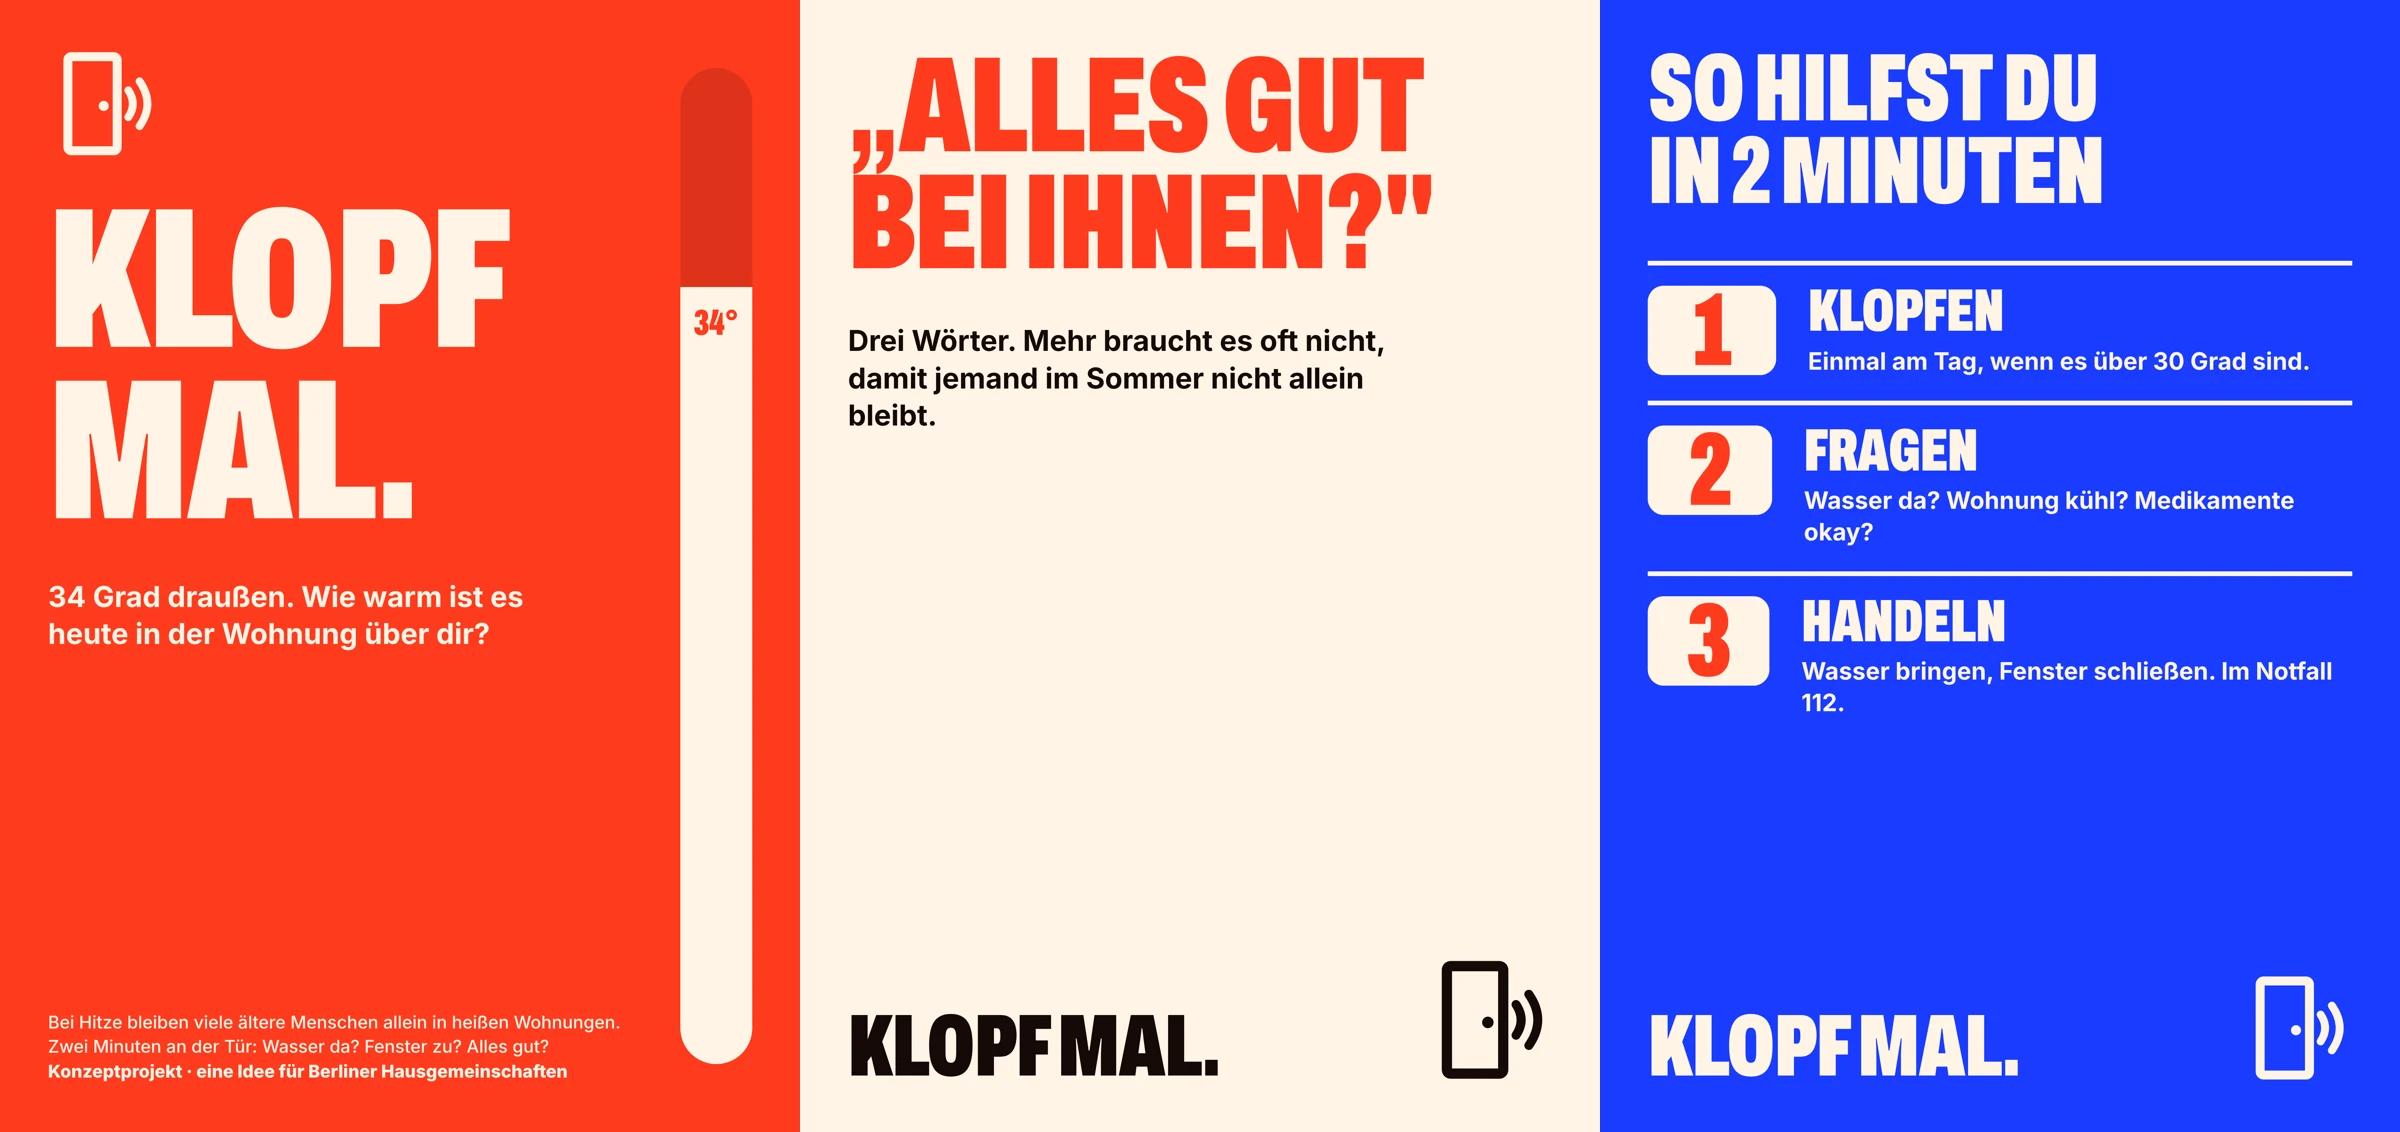 KLOPF
MAL.
34°
34 Grad draußen. Wie warm ist es
heute in der Wohnung über dir?
Bei Hitze bleiben viele ältere Menschen allein in heißen Wohnungen.
Zwei Minuten an der Tür: Wasser da? Fenster zu? Alles gut?
Konzeptprojekt · eine Idee für Berliner Hausgemeinschaften
„ALLES GUT
BEI IHNEN?"
Drei Wörter. Mehr braucht es oft nicht,
damit jemand im Sommer nicht allein
bleibt.
KLOPF MAL.
SO HILFST DU
IN 2 MINUTEN
1
KLOPFEN
Einmal am Tag, wenn es über 30 Grad sind.
2
FRAGEN
Wasser da? Wohnung kühl? Medikamente
okay?
3
HANDELN
Wasser bringen, Fenster schließen. Im Notfall
112.
KLOPF MAL.